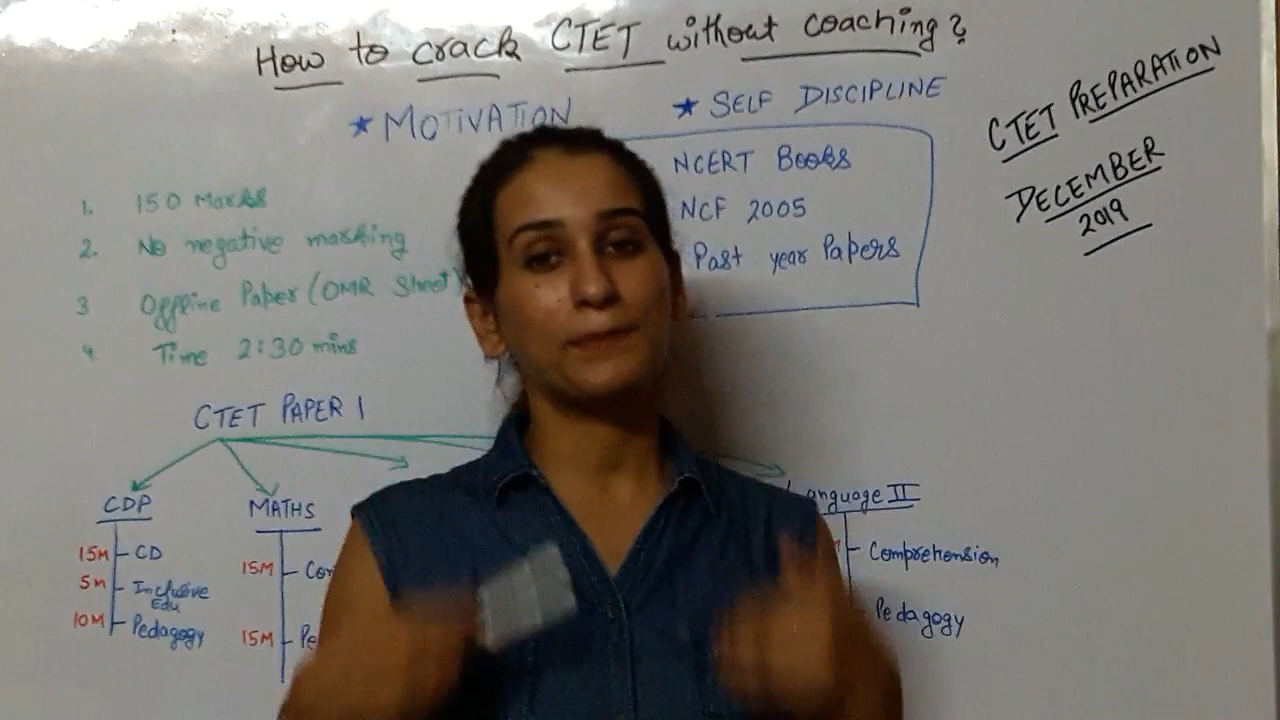 How to crack CTET without coaching?
★ MOTIVATION
★ SELF DISCIPLINE
CTET PREPARATION
DECEMBER
2019
NCERT Books
NCF 2005
Past year Papers
1. 150 Marks
2. No negative marking
3 Offline Paper (OMR Sheet)
4. Time 2:30 mins
CTET PAPER 1
CDP
15M CD
5M Inclusive
Edu
10M Pedagogy
MATHS
15M
15M
Language II
Comprehension
Pedagogy